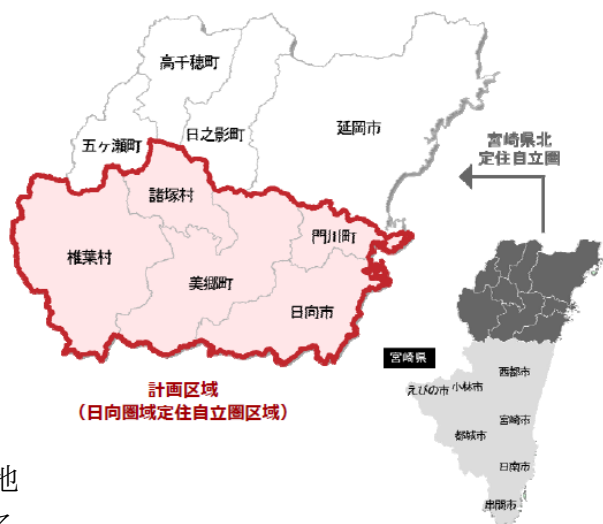 高千穂町
五ヶ瀬町
日之影町
延岡市
宮崎県北
定住自立圏
諸塚村
椎葉村
門川町
美郷町
日向市
計画区域
(日向圏域定住自立圏区域)
宮崎県
西都市
えびの市
小林市
宮崎市
都城市
日南市
串間市
地